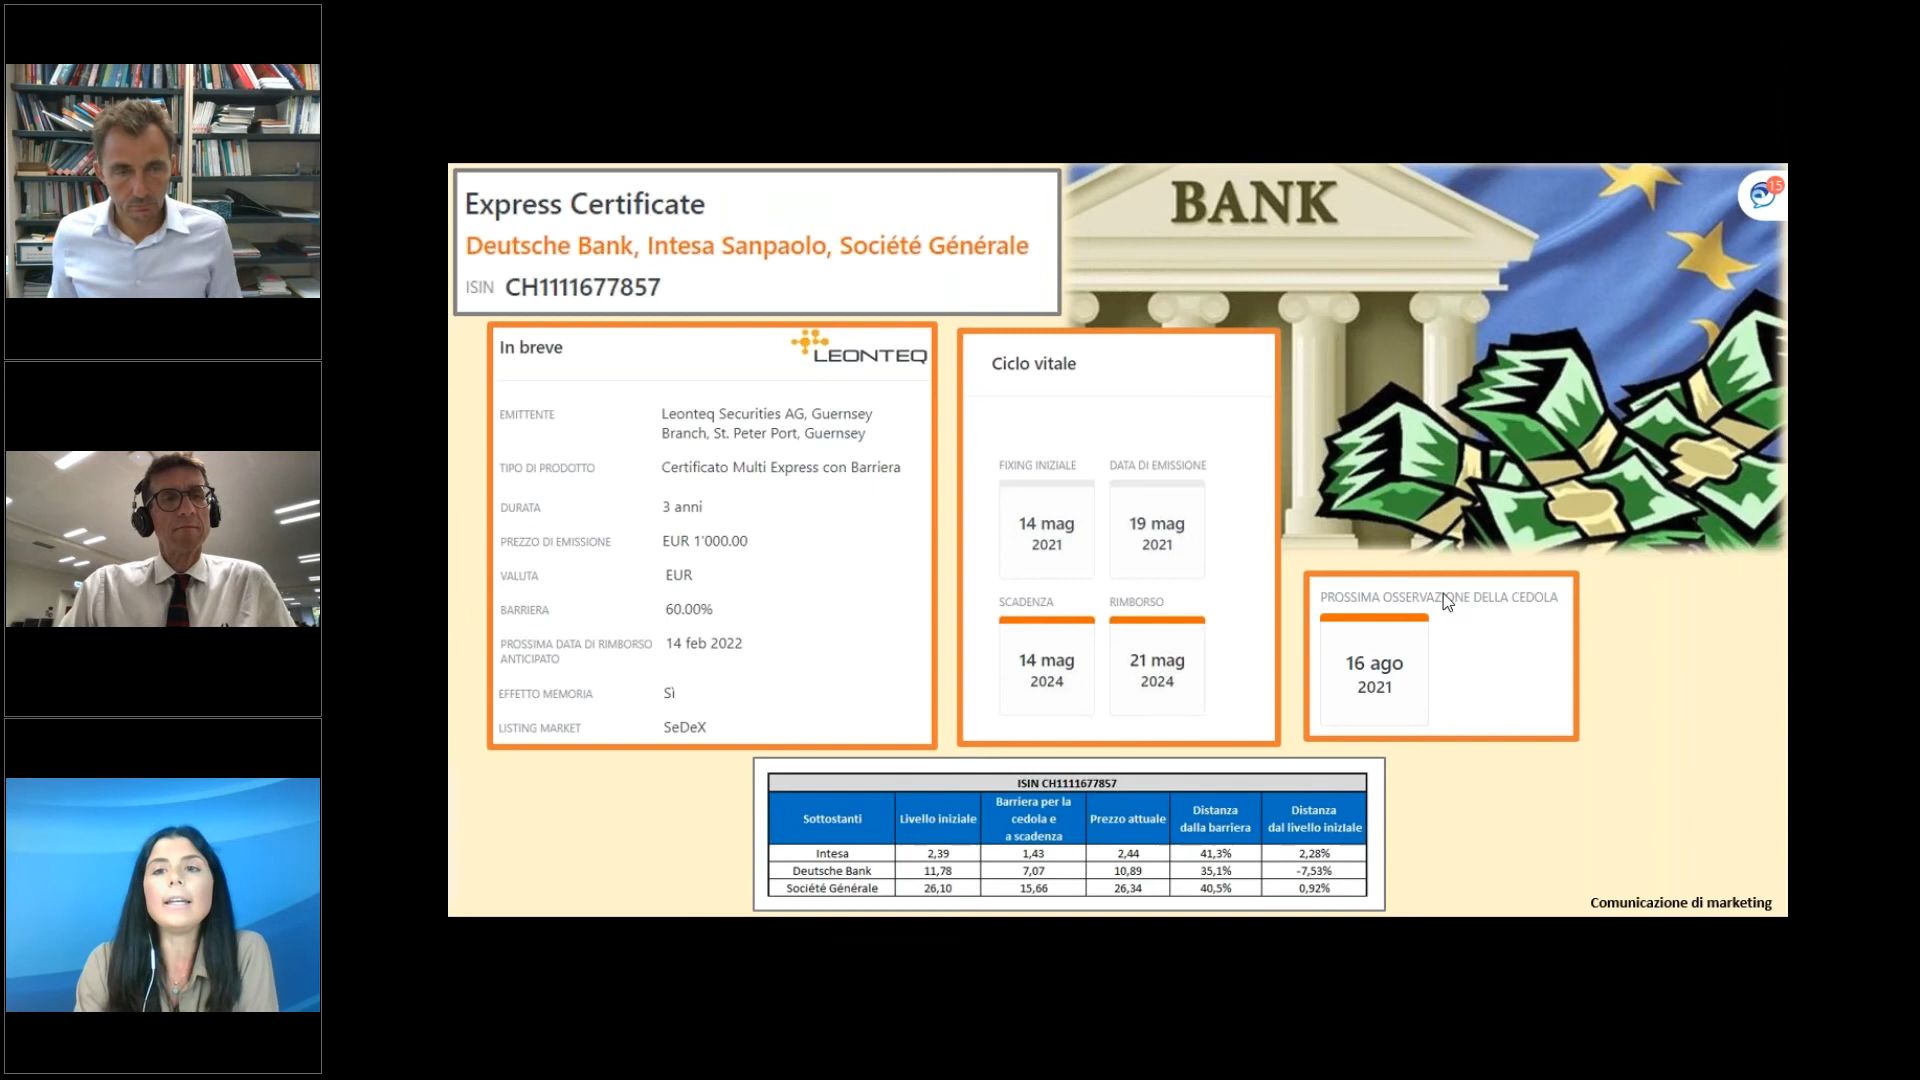 BANK
15
Express Certificate
Deutsche Bank, Intesa Sanpaolo, Société Générale
ISIN CH1111677857
In breve
LEONTEQ
EMITTENTE Leonteq Securities AG, Guernsey
Branch, St. Peter Port, Guernsey
TIPO DI PRODOTTO Certificato Multi Express con Barriera
DURATA 3 anni
PREZZO DI EMISSIONE EUR 1'000.00
VALUTA EUR
BARRIERA 60.00%
PROSSIMA DATA DI RIMBORSO 14 feb 2022
ANTICIPATO
EFFETTO MEMORIA Sì
LISTING MARKET SeDeX
Ciclo vitale
FIXING INIZIALE DATA DI EMISSIONE
14 mag 19 mag
2021 2021
SCADENZA RIMBORSO
14 mag 21 mag
2024 2024
PROSSIMA OSSERVAZIONE DELLA CEDOLA
16 ago
2021
ISIN CH1111677857
Sottostanti Livello iniziale Barriera per la cedola e a scadenza Prezzo attuale Distanza dalla barriera Distanza dal livello iniziale
Intesa 2,39 1,43 2,44 41,3% 2,28%
Deutsche Bank 11,78 7,07 10,89 35,1% -7,53%
Société Générale 26,10 15,66 26,34 40,5% 0,92%
Comunicazione di marketing